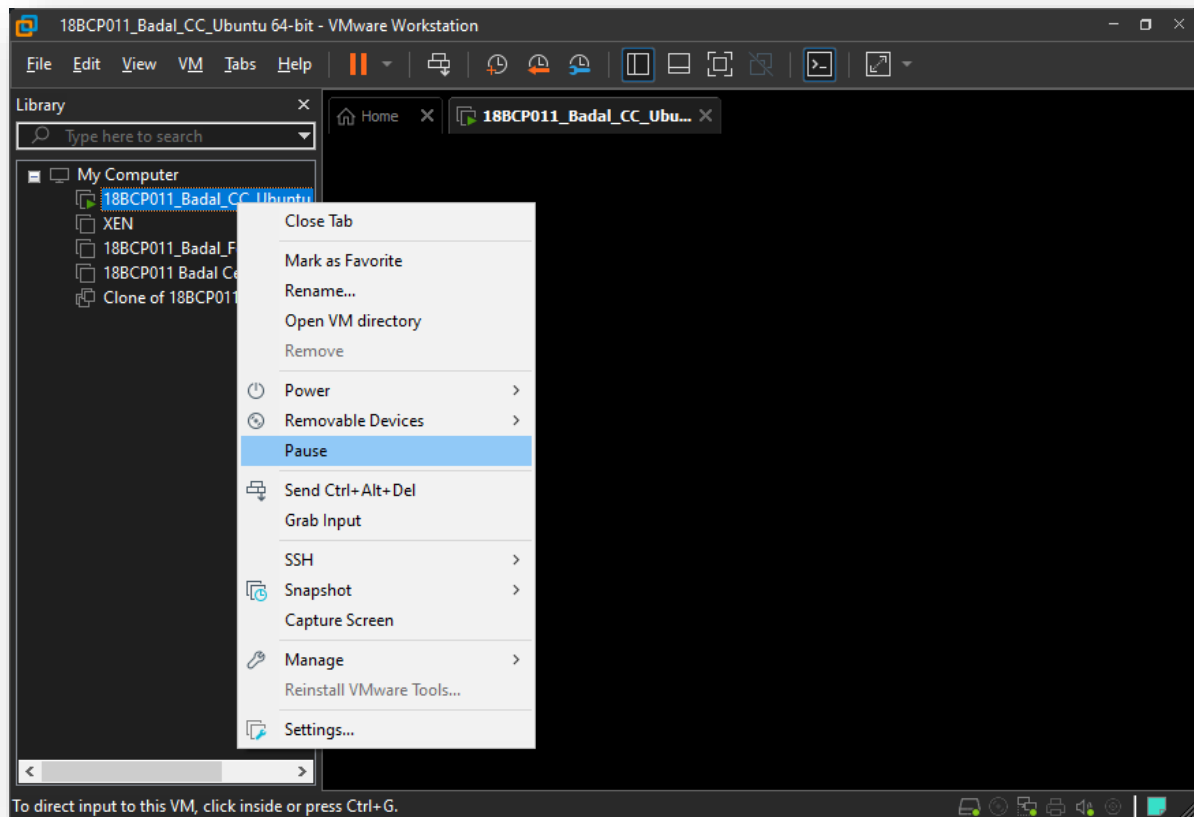 18BCP011_Badal_CC_Ubuntu 64-bit - VMware Workstation
File Edit View VM Tabs Help
Library
Type here to search
Home
18BCP011_Badal_CC_Ubu...
My Computer
18BCP011_Badal_CC_Ubuntu
XEN
18BCP011_Badal_F
18BCP011 Badal Ce
Clone of 18BCP011
Close Tab
Mark as Favorite
Rename...
Open VM directory
Remove
Power
Removable Devices
Pause
Send Ctrl+Alt+Del
Grab Input
SSH
Snapshot
Capture Screen
Manage
Reinstall VMware Tools...
Settings...
To direct input to this VM, click inside or press Ctrl+G.